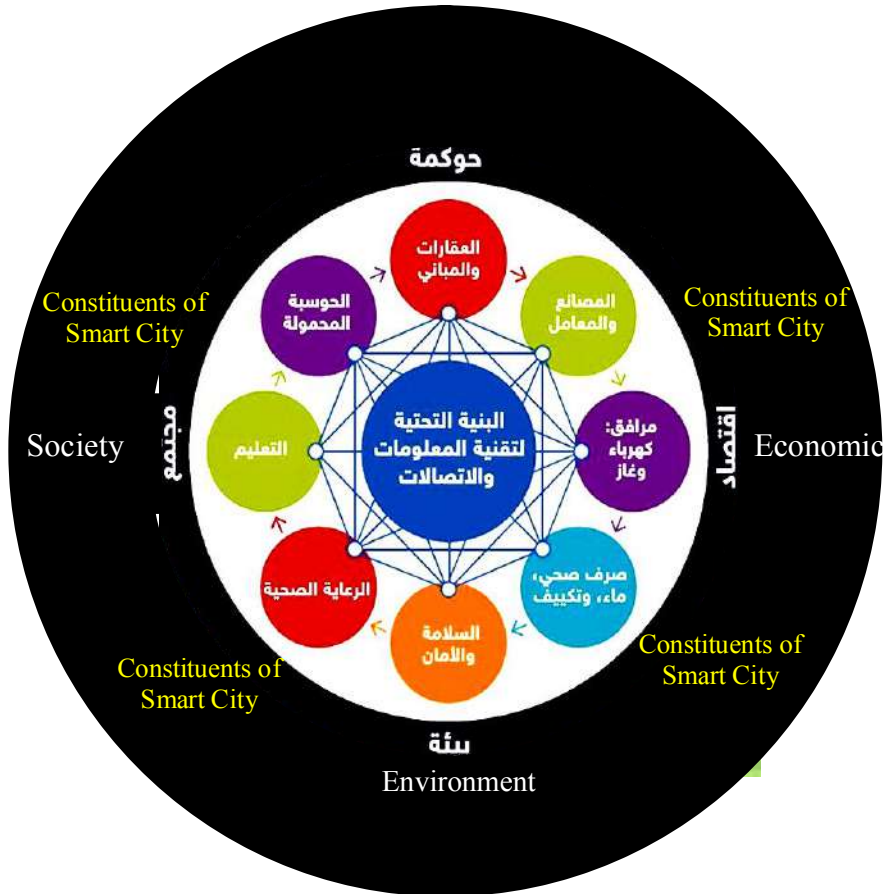 حوكمة
العقارات
والمباني
الحوسبة
المحمولة
المصانع
والمعامل
Constituents of
Smart City
Constituents of
Smart City
البنية التحتية
لتقنية المعلومات
والاتصالات
Society
مجتمع
التعليم
مرافق:
كهرباء
وغاز
اقتصاد
Economic
الرعاية الصحية
صرف صحي،
ماء، وتكييف
السلامة
والأمان
Constituents of
Smart City
Constituents of
Smart City
بيئة
Environment